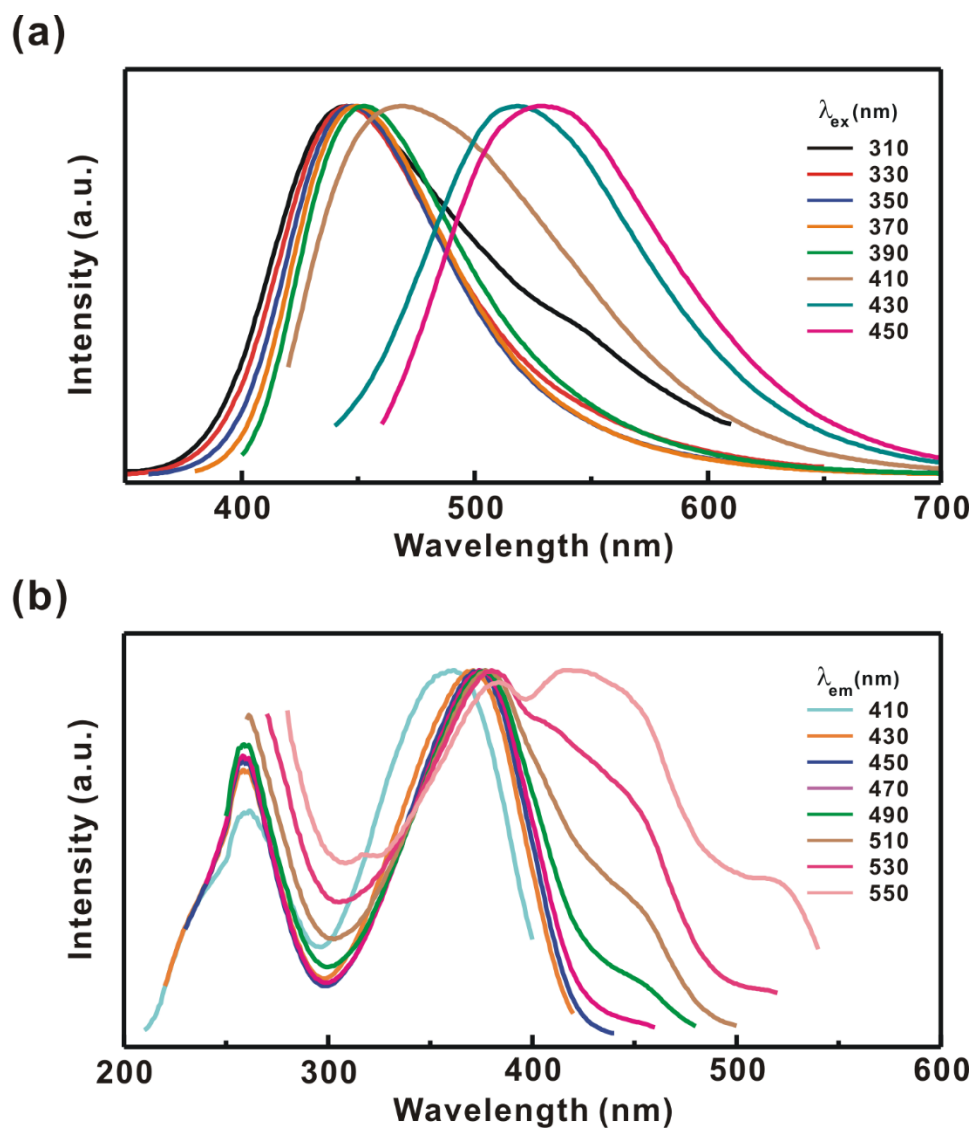 (a)
Intensity (a.u.)
λex(nm)
310
330
350
370
390
410
430
450
400 500 600 700
Wavelength (nm)
(b)
Intensity (a.u.)
λem(nm)
410
430
450
470
490
510
530
550
200 300 400 500 600
Wavelength (nm)